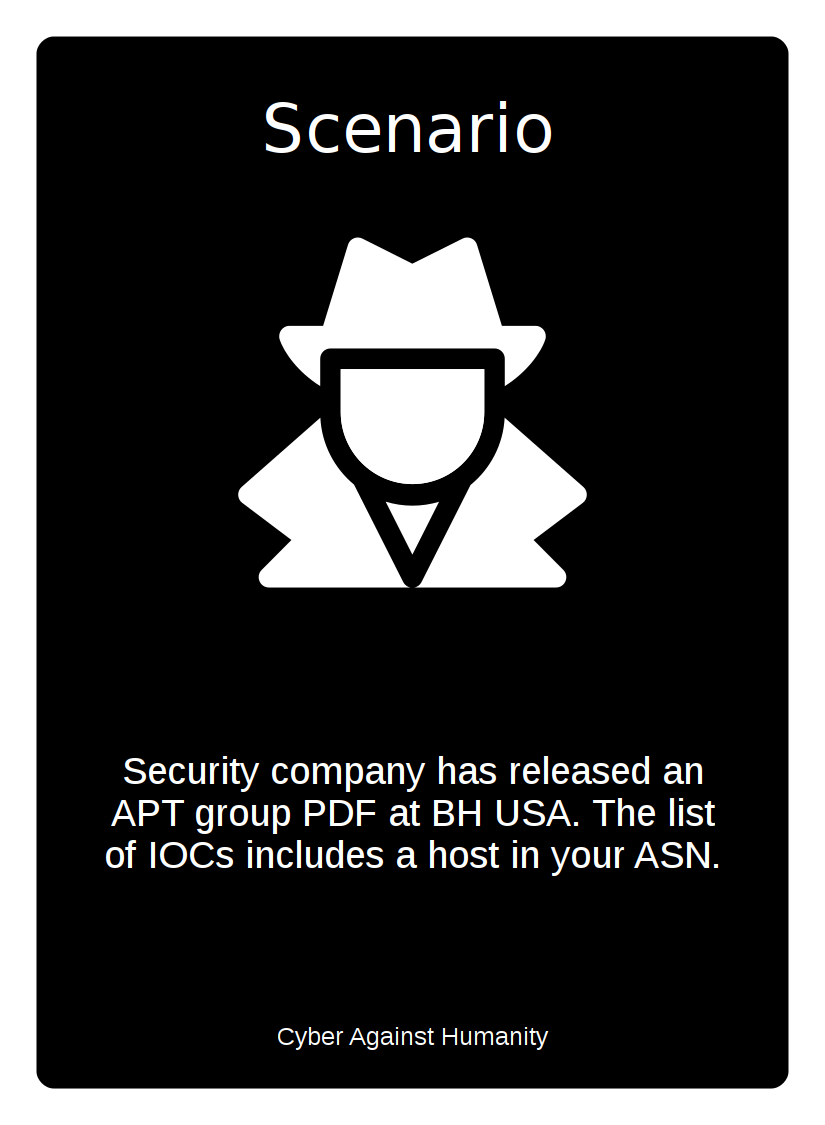 Scenario
Security company has released an
APT group PDF at BH USA. The list
of IOCs includes a host in your ASN.
Cyber Against Humanity